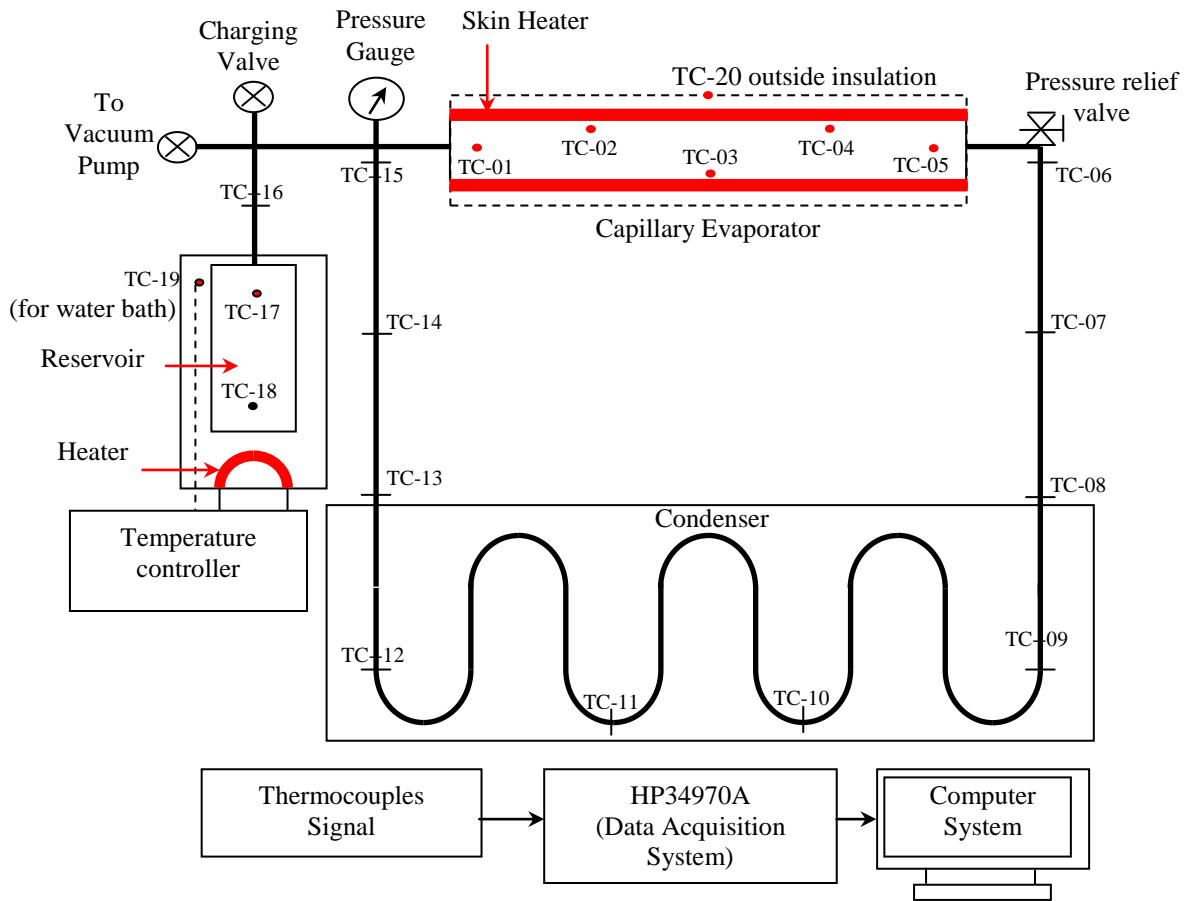 Charging
Valve
Pressure
Gauge
Skin Heater
TC-20 outside insulation
Pressure relief
valve
To
Vacuum
Pump
TC-01
TC-02
TC-03
TC-04
TC-05
TC-15
TC-16
TC-06
Capillary Evaporator
TC-19
(for water bath)
TC-17
TC-14
TC-07
Reservoir
TC-18
Heater
TC-13
TC-08
Temperature
controller
Condenser
TC-12
TC-11
TC-10
TC-09
Thermocouples
Signal
HP34970A
(Data Acquisition
System)
Computer
System